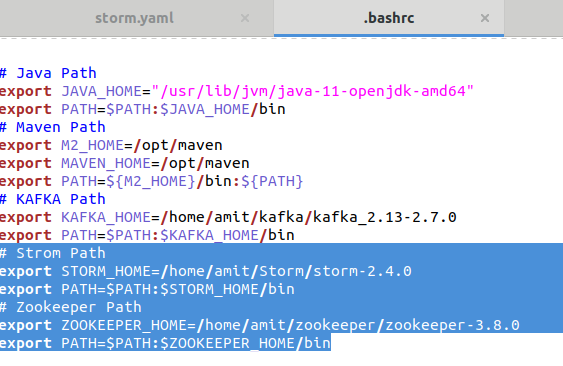 storm.yaml × .bashrc ×
# Java Path
export JAVA_HOME="/usr/lib/jvm/java-11-openjdk-amd64"
export PATH=$PATH:$JAVA_HOME/bin
# Maven Path
export M2_HOME=/opt/maven
export MAVEN_HOME=/opt/maven
export PATH=${M2_HOME}/bin:${PATH}
# KAFKA Path
export KAFKA_HOME=/home/amit/kafka/kafka_2.13-2.7.0
export PATH=$PATH:$KAFKA_HOME/bin
# Strom Path
export STORM_HOME=/home/amit/Storm/storm-2.4.0
export PATH=$PATH:$STORM_HOME/bin
# Zookeeper Path
export ZOOKEEPER_HOME=/home/amit/zookeeper/zookeeper-3.8.0
export PATH=$PATH:$ZOOKEEPER_HOME/bin